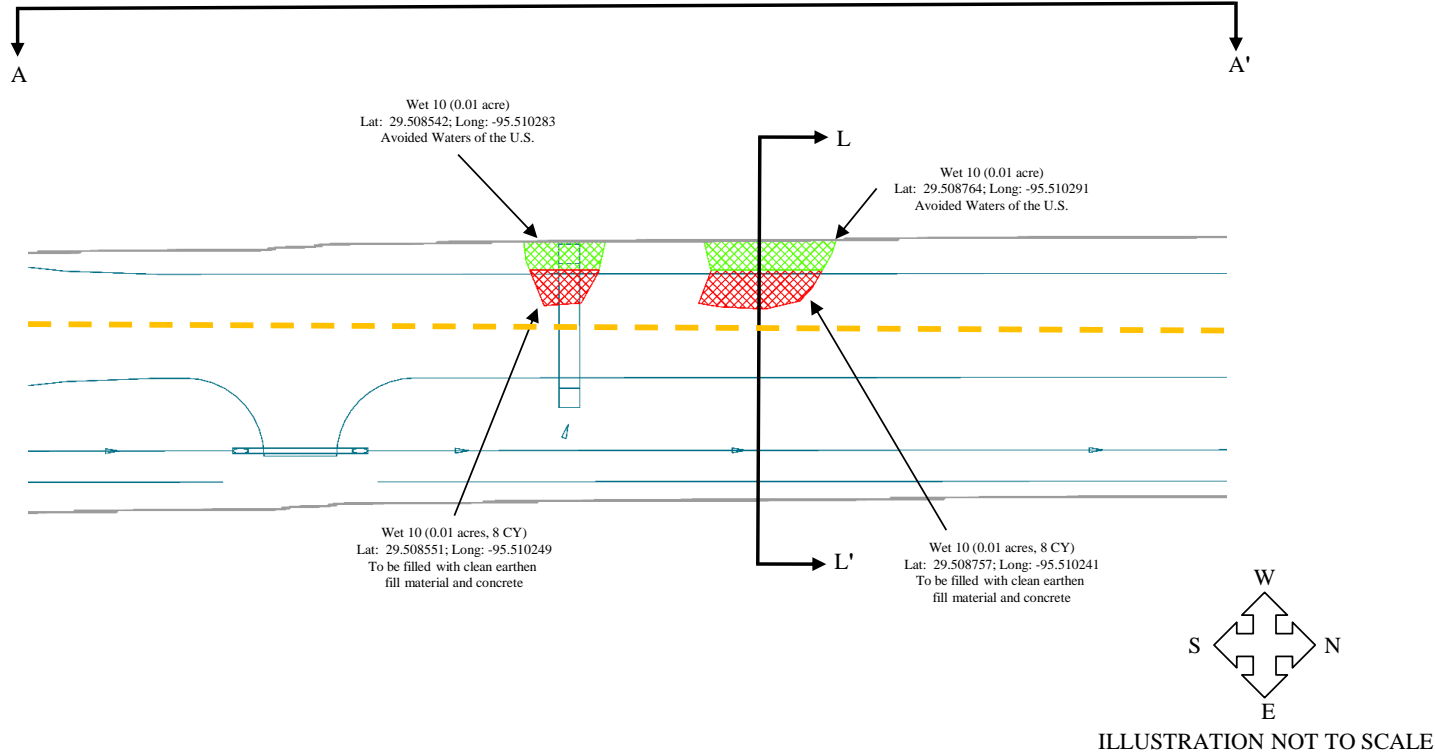 A
A'
Wet 10 (0.01 acre)
Lat: 29.508542; Long: -95.510283
Avoided Waters of the U.S.
L
Wet 10 (0.01 acre)
Lat: 29.508764; Long: -95.510291
Avoided Waters of the U.S.
Wet 10 (0.01 acres, 8 CY)
Lat: 29.508551; Long: -95.510249
To be filled with clean earthen
fill material and concrete
L'
Wet 10 (0.01 acres, 8 CY)
Lat: 29.508757; Long: -95.510241
To be filled with clean earthen
fill material and concrete
W
S
N
E
ILLUSTRATION NOT TO SCALE